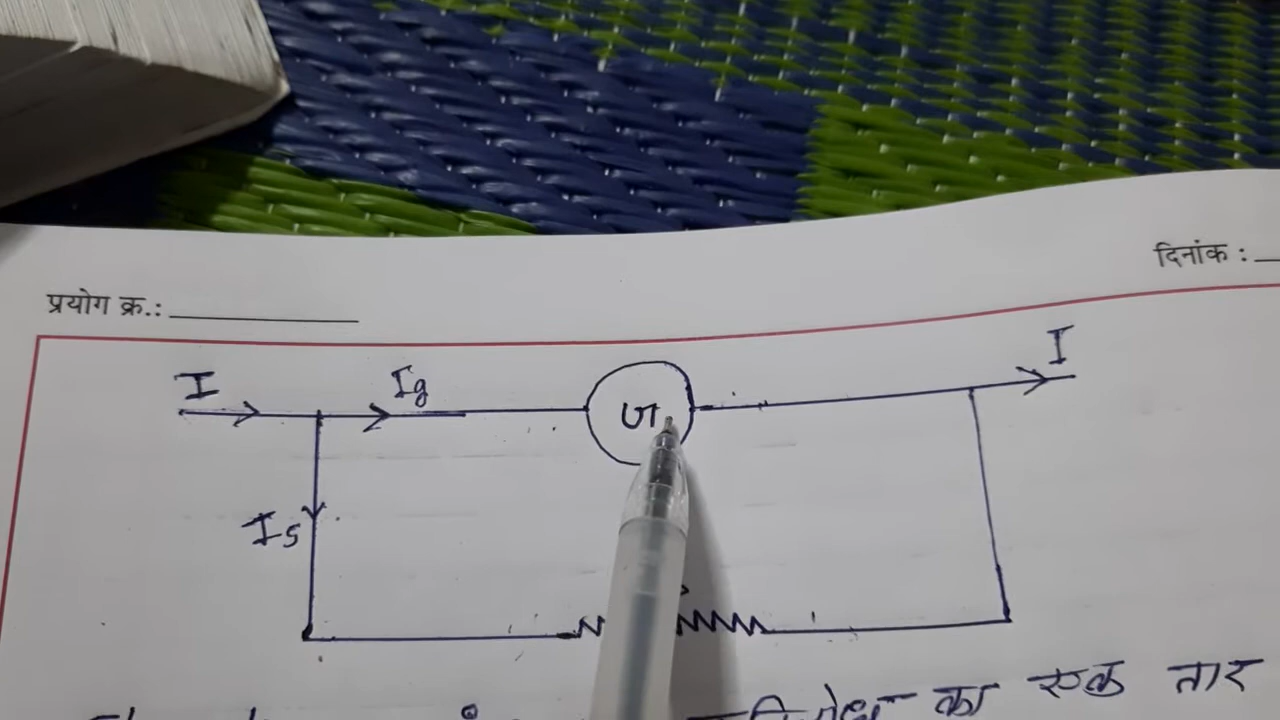 दिनांक :
प्रयोग क्र.:
I
I Ig
G
Is
का एक तार